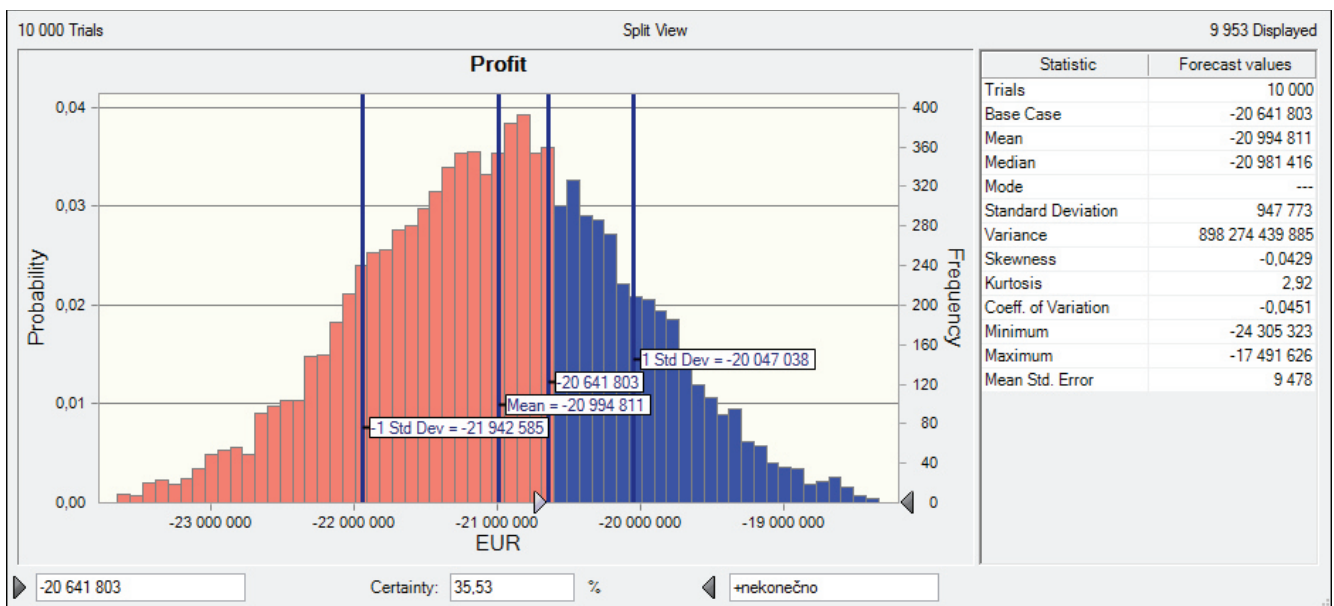 10 000 Trials Split View 9 953 Displayed
Profit
Probability
0,04
0,03
0,02
0,01
0,00
400
360
320
280
240
200
160
120
80
40
0
Frequency
1 Std Dev = -20 047 038
-20 641 803
Mean = -20 994 811
-1 Std Dev = -21 942 585
-23 000 000 -22 000 000 -21 000 000 -20 000 000 -19 000 000
EUR
Statistic Forecast values
Trials 10 000
Base Case -20 641 803
Mean -20 994 811
Median -20 981 416
Mode ---
Standard Deviation 947 773
Variance 898 274 439 885
Skewness -0,0429
Kurtosis 2,92
Coeff. of Variation -0,0451
Minimum -24 305 323
Maximum -17 491 626
Mean Std. Error 9 478
-20 641 803 Certainty: 35,53 % +nekonečno